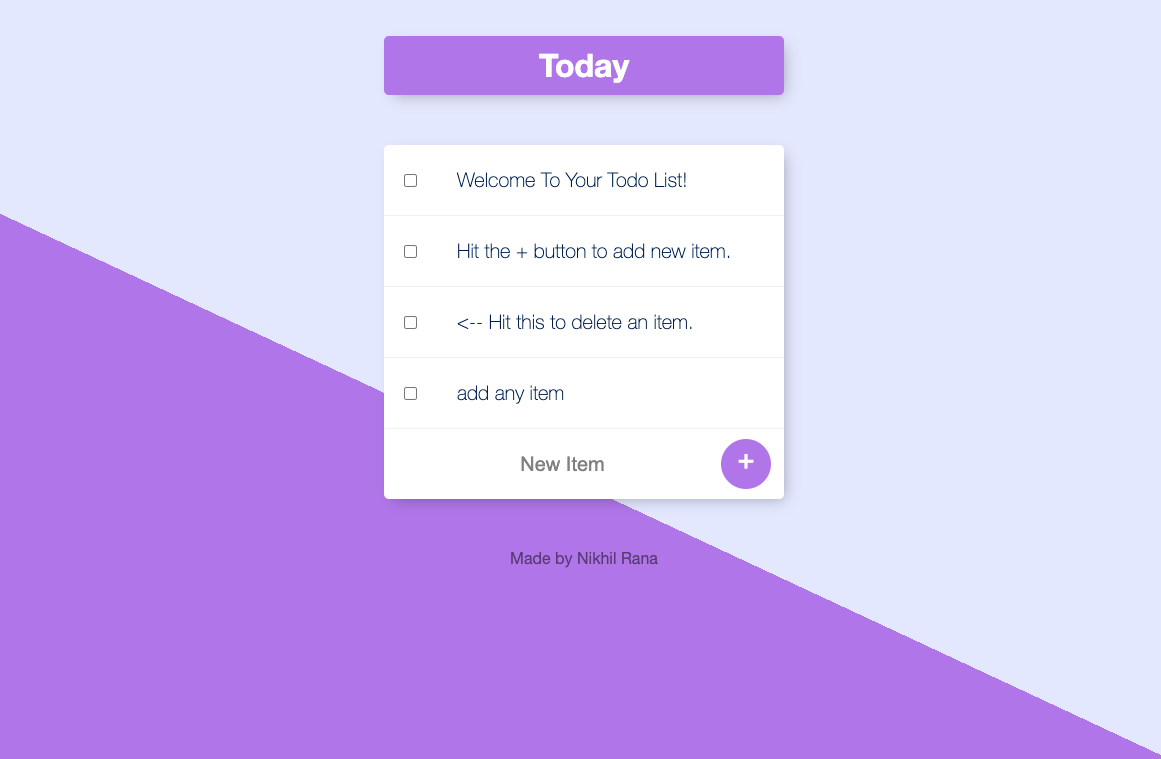 Today
Welcome To Your Todo List!
Hit the + button to add new item.
<-- Hit this to delete an item.
add any item
New Item
+
Made by Nikhil Rana